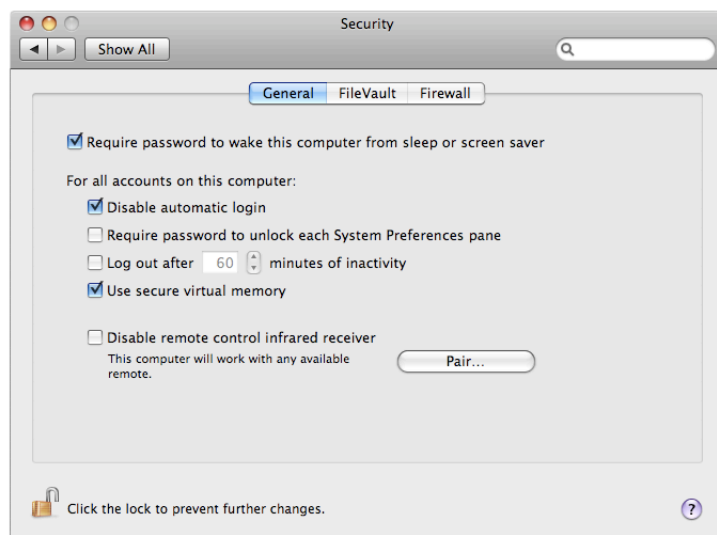 Security
Show All
General FileVault Firewall
Require password to wake this computer from sleep or screen saver
For all accounts on this computer:
Disable automatic login
Require password to unlock each System Preferences pane
Log out after 60 minutes of inactivity
Use secure virtual memory
Disable remote control infrared receiver
This computer will work with any available
remote.
Pair...
Click the lock to prevent further changes.
?